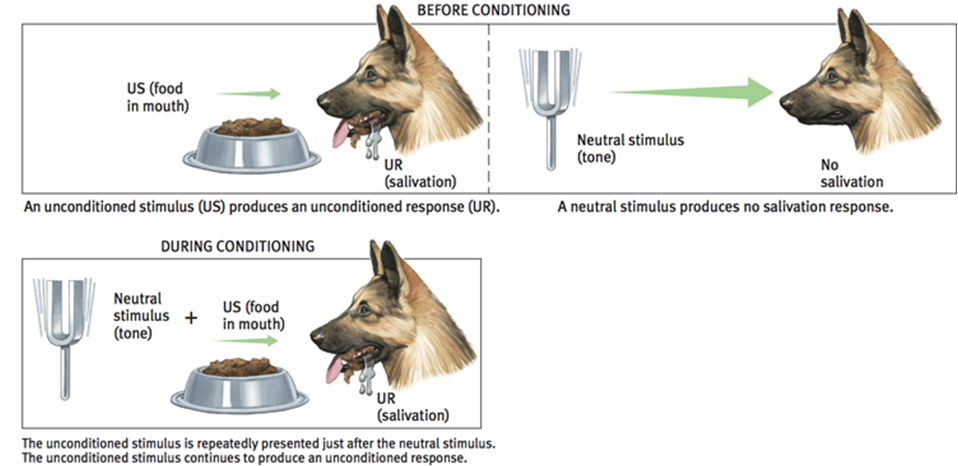 BEFORE CONDITIONING
US (food
in mouth)
UR
(salivation)
Neutral stimulus
(tone)
No
salivation
An unconditioned stimulus (US) produces an unconditioned response (UR).
A neutral stimulus produces no salivation response.
DURING CONDITIONING
Neutral
stimulus
(tone)
+
US (food
in mouth)
UR
(salivation)
The unconditioned stimulus is repeatedly presented just after the neutral stimulus.
The unconditioned stimulus continues to produce an unconditioned response.